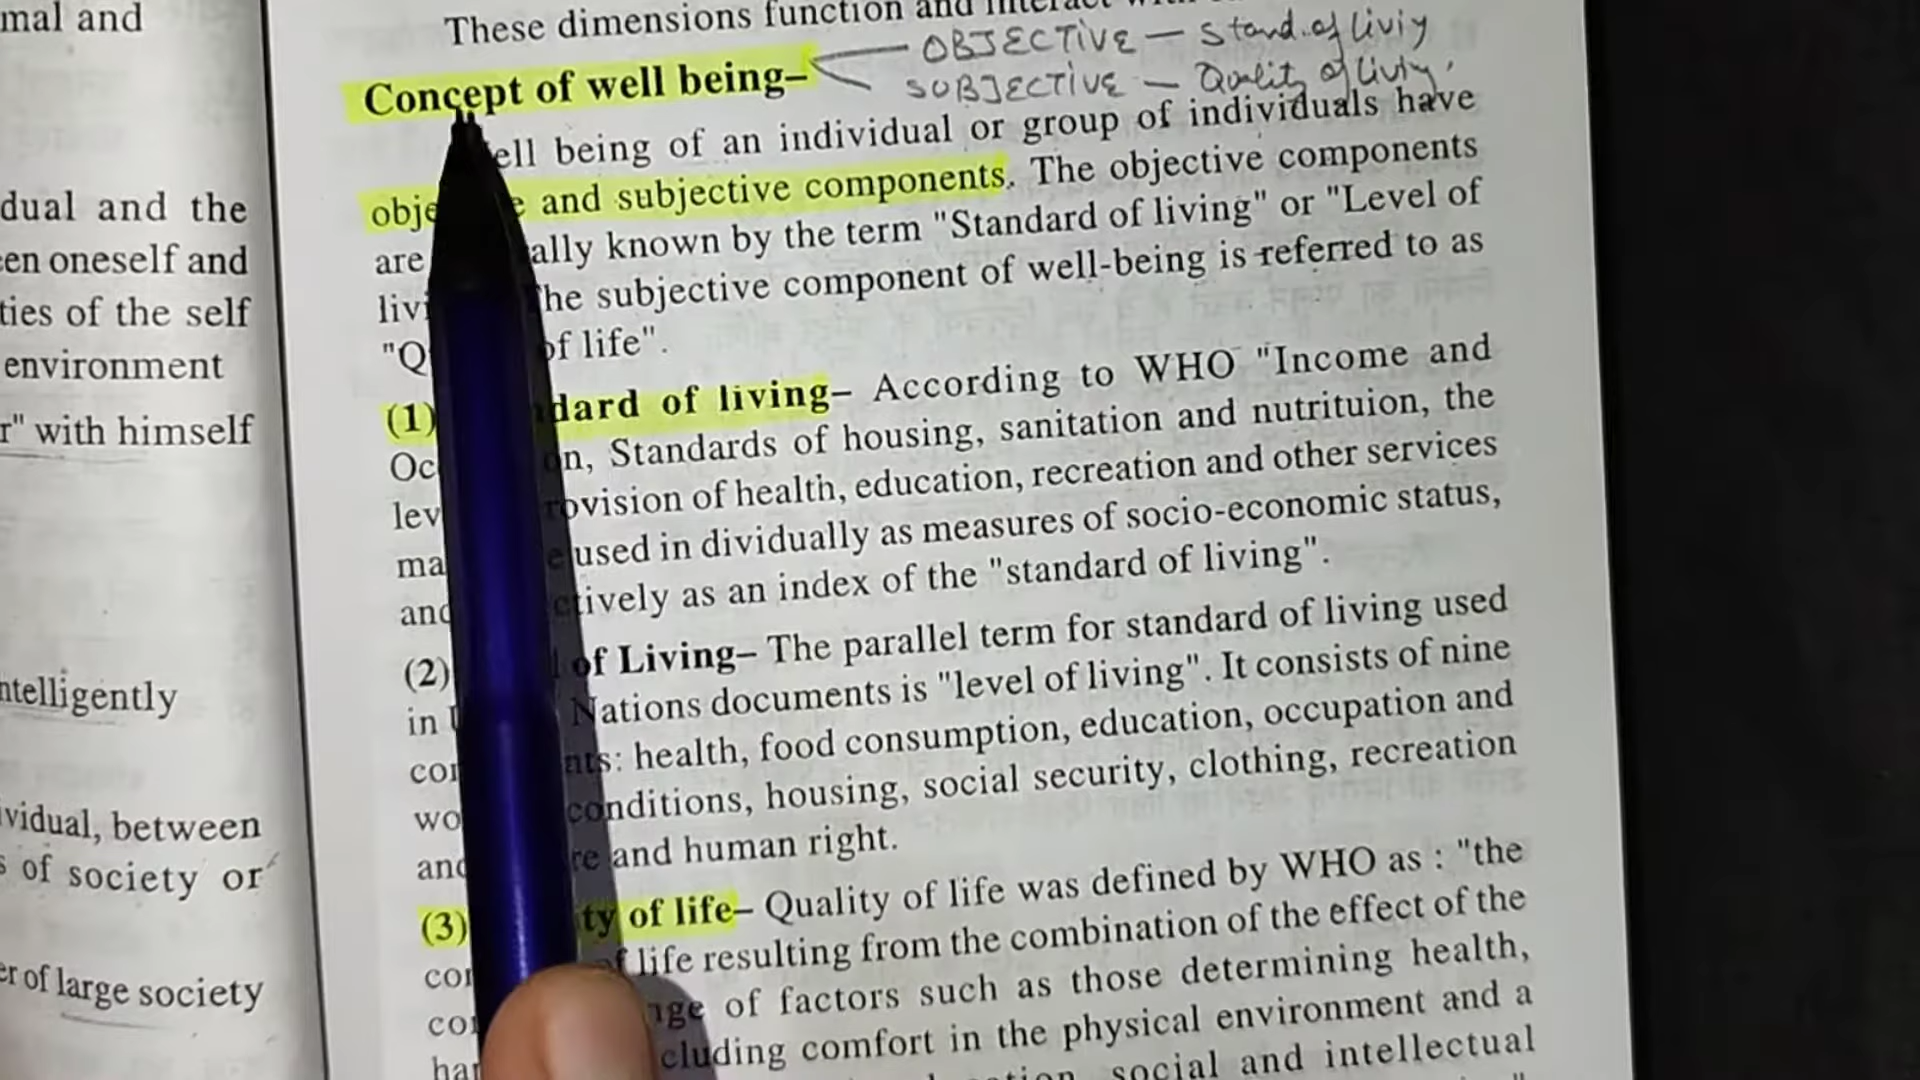 mal and
dual and the
en oneself and
ties of the self
environment
r" with himself
ntelligently
vidual, between
s of society or
er of large society
These dimensions function and interact
OBJECTIVE — Stand. of Livig
Concept of well being–
SUBJECTIVE — Quality of Livig.
ell being of an individual or group of individuals have
obje e and subjective components. The objective components
are ally known by the term "Standard of living" or "Level of
livi he subjective component of well-being is referred to as
"Q of life".
(1) dard of living– According to WHO "Income and
Oc n, Standards of housing, sanitation and nutrituion, the
lev rovision of health, education, recreation and other services
ma e used in dividually as measures of socio-economic status,
and ctively as an index of the "standard of living".
(2) of Living– The parallel term for standard of living used
in Nations documents is "level of living". It consists of nine
con nts: health, food consumption, education, occupation and
wo conditions, housing, social security, clothing, recreation
and re and human right.
(3) ty of life– Quality of life was defined by WHO as : "the
con f life resulting from the combination of the effect of the
co nge of factors such as those determining health,
hap cluding comfort in the physical environment and a
social and intellectual